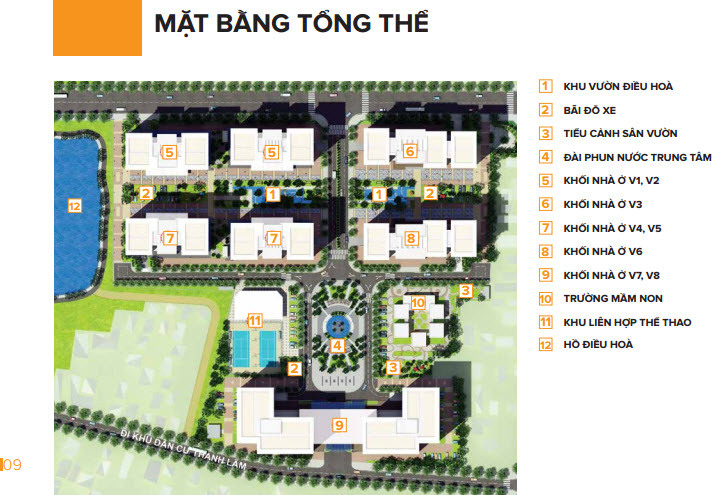 MẶT BẰNG TỔNG THỂ
1 KHU VƯỜN ĐIỀU HOÀ
2 BÃI ĐỖ XE
3 TIỂU CẢNH SÂN VƯỜN
4 ĐÀI PHUN NƯỚC TRUNG TÂM
5 KHỐI NHÀ Ở V1, V2
6 KHỐI NHÀ Ở V3
7 KHỐI NHÀ Ở V4, V5
8 KHỐI NHÀ Ở V6
9 KHỐI NHÀ Ở V7, V8
10 TRƯỜNG MẦM NON
11 KHU LIÊN HỢP THỂ THAO
12 HỒ ĐIỀU HOÀ
5
5
6
12
2
1
1
2
7
7
8
3
10
11
4
2
3
9
ĐI KHU DÂN CƯ THANH LÃM
09